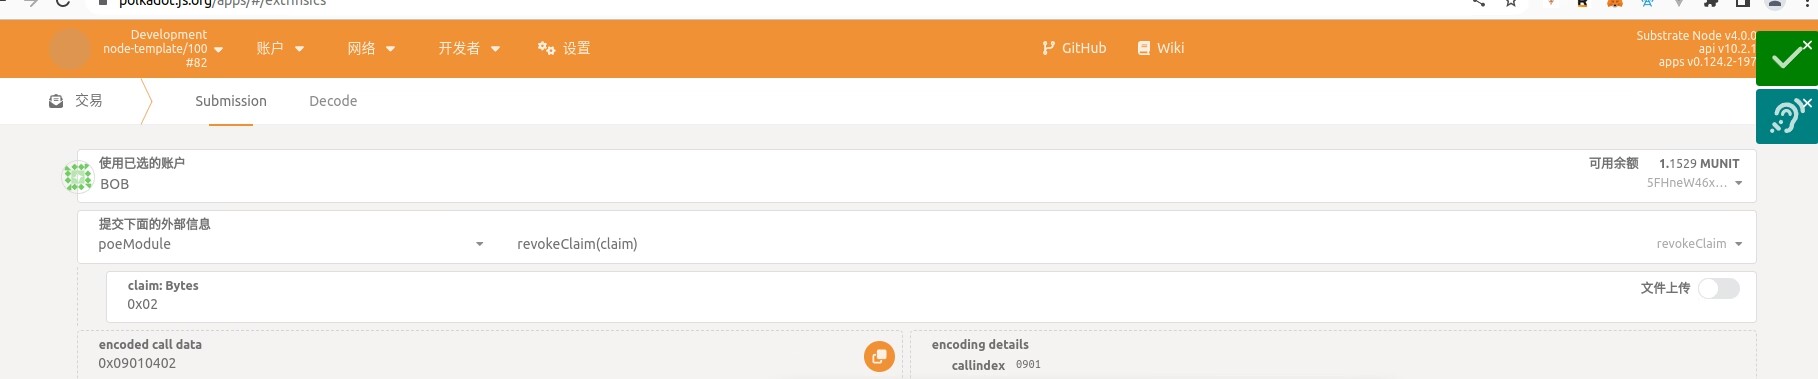 polkadot.js.org/apps/#/extrinsics
Development
node-template/100
#82
账户
网络
开发者
设置
GitHub
Wiki
Substrate Node v4.0.0
api v10.2.1
apps v0.124.2-197
交易
Submission
Decode
使用已选的账户
BOB
可用余额 1.1529 MUNIT
5FHneW46x...
提交下面的外部信息
poeModule
revokeClaim(claim)
revokeClaim
claim: Bytes
0x02
文件上传
encoded call data
0x09010402
encoding details
callindex 0901